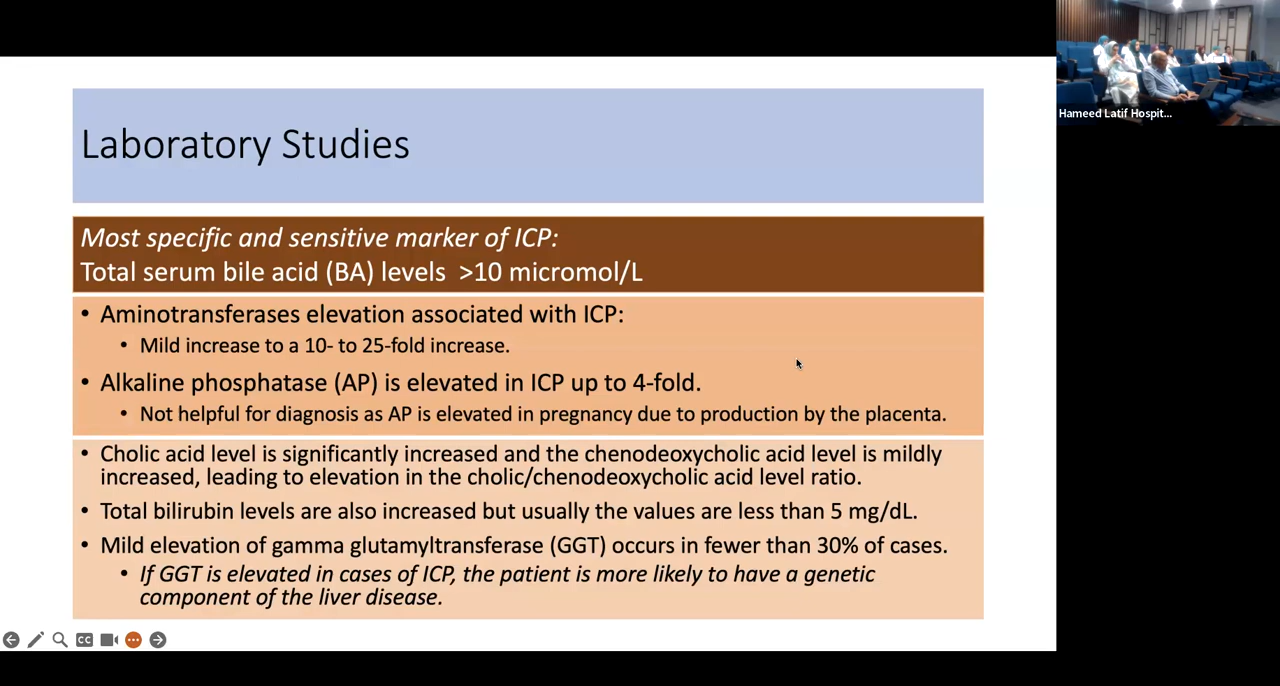 Laboratory Studies
Most specific and sensitive marker of ICP:
Total serum bile acid (BA) levels >10 micromol/L
• Aminotransferases elevation associated with ICP:
• Mild increase to a 10- to 25-fold increase.
• Alkaline phosphatase (AP) is elevated in ICP up to 4-fold.
• Not helpful for diagnosis as AP is elevated in pregnancy due to production by the placenta.
• Cholic acid level is significantly increased and the chenodeoxycholic acid level is mildly
increased, leading to elevation in the cholic/chenodeoxycholic acid level ratio.
• Total bilirubin levels are also increased but usually the values are less than 5 mg/dL.
• Mild elevation of gamma glutamyltransferase (GGT) occurs in fewer than 30% of cases.
• If GGT is elevated in cases of ICP, the patient is more likely to have a genetic
component of the liver disease.
CC
Hameed Latif Hospit...